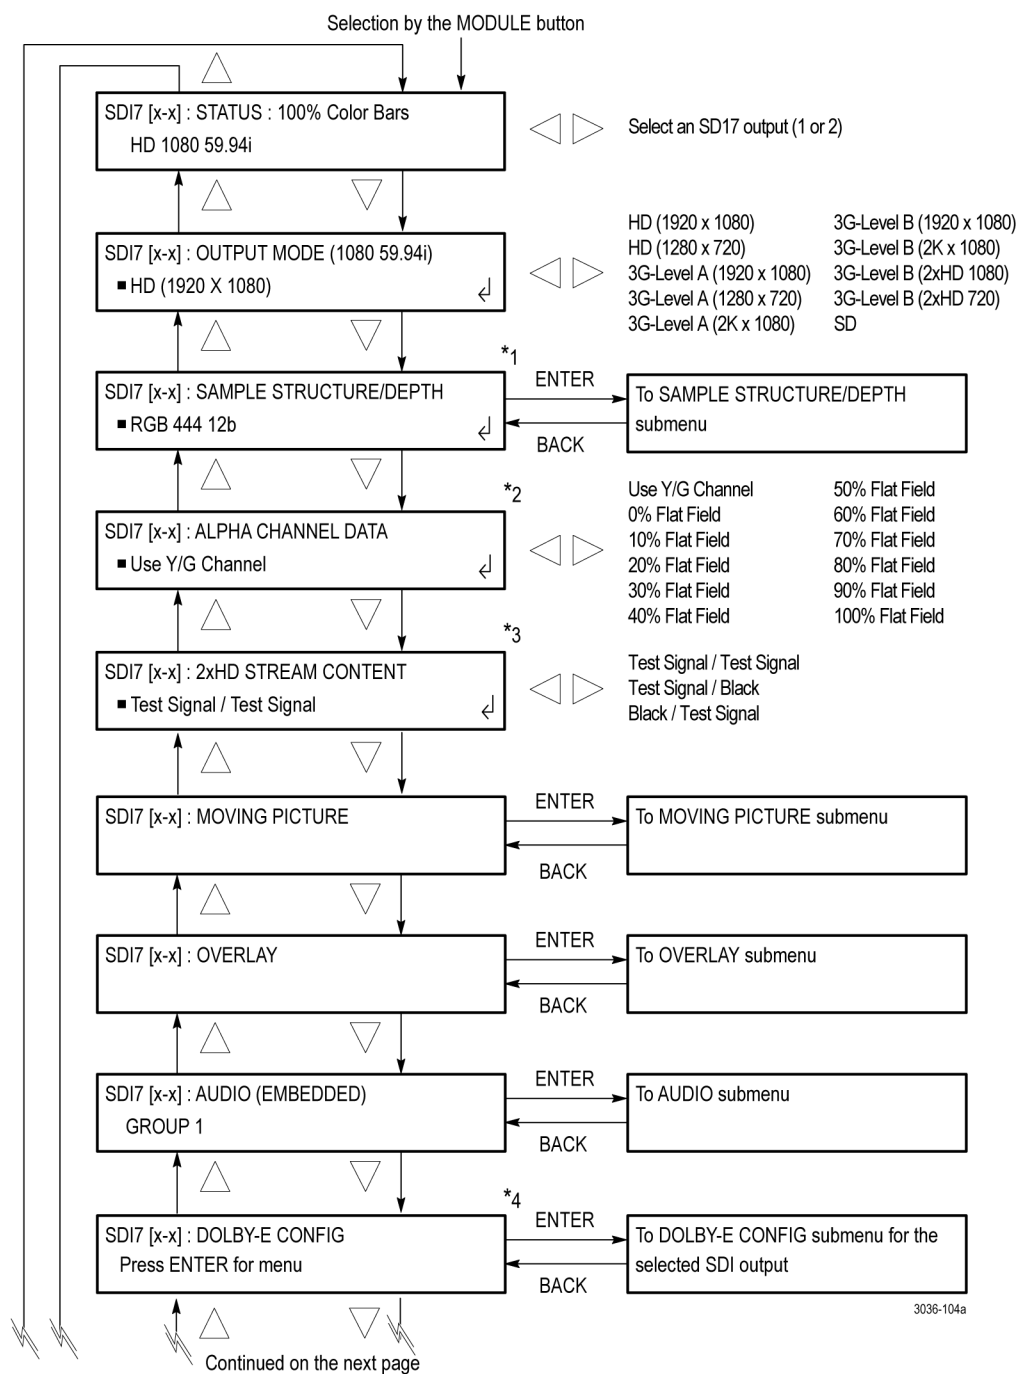 Selection by the MODULE button
SDI7 [x-x] : STATUS : 100% Color Bars
HD 1080 59.94i
Select an SD17 output (1 or 2)
SDI7 [x-x] : OUTPUT MODE (1080 59.94i)
■ HD (1920 X 1080)
HD (1920 x 1080)
HD (1280 x 720)
3G-Level A (1920 x 1080)
3G-Level A (1280 x 720)
3G-Level A (2K x 1080)
3G-Level B (1920 x 1080)
3G-Level B (2K x 1080)
3G-Level B (2xHD 1080)
3G-Level B (2xHD 720)
SD
*1
SDI7 [x-x] : SAMPLE STRUCTURE/DEPTH
■ RGB 444 12b
ENTER
BACK
To SAMPLE STRUCTURE/DEPTH
submenu
*2
SDI7 [x-x] : ALPHA CHANNEL DATA
■ Use Y/G Channel
Use Y/G Channel
0% Flat Field
10% Flat Field
20% Flat Field
30% Flat Field
40% Flat Field
50% Flat Field
60% Flat Field
70% Flat Field
80% Flat Field
90% Flat Field
100% Flat Field
*3
SDI7 [x-x] : 2xHD STREAM CONTENT
■ Test Signal / Test Signal
Test Signal / Test Signal
Test Signal / Black
Black / Test Signal
SDI7 [x-x] : MOVING PICTURE
ENTER
BACK
To MOVING PICTURE submenu
SDI7 [x-x] : OVERLAY
ENTER
BACK
To OVERLAY submenu
SDI7 [x-x] : AUDIO (EMBEDDED)
GROUP 1
ENTER
BACK
To AUDIO submenu
*4
SDI7 [x-x] : DOLBY-E CONFIG
Press ENTER for menu
ENTER
BACK
To DOLBY-E CONFIG submenu for the
selected SDI output
3036-104a
Continued on the next page